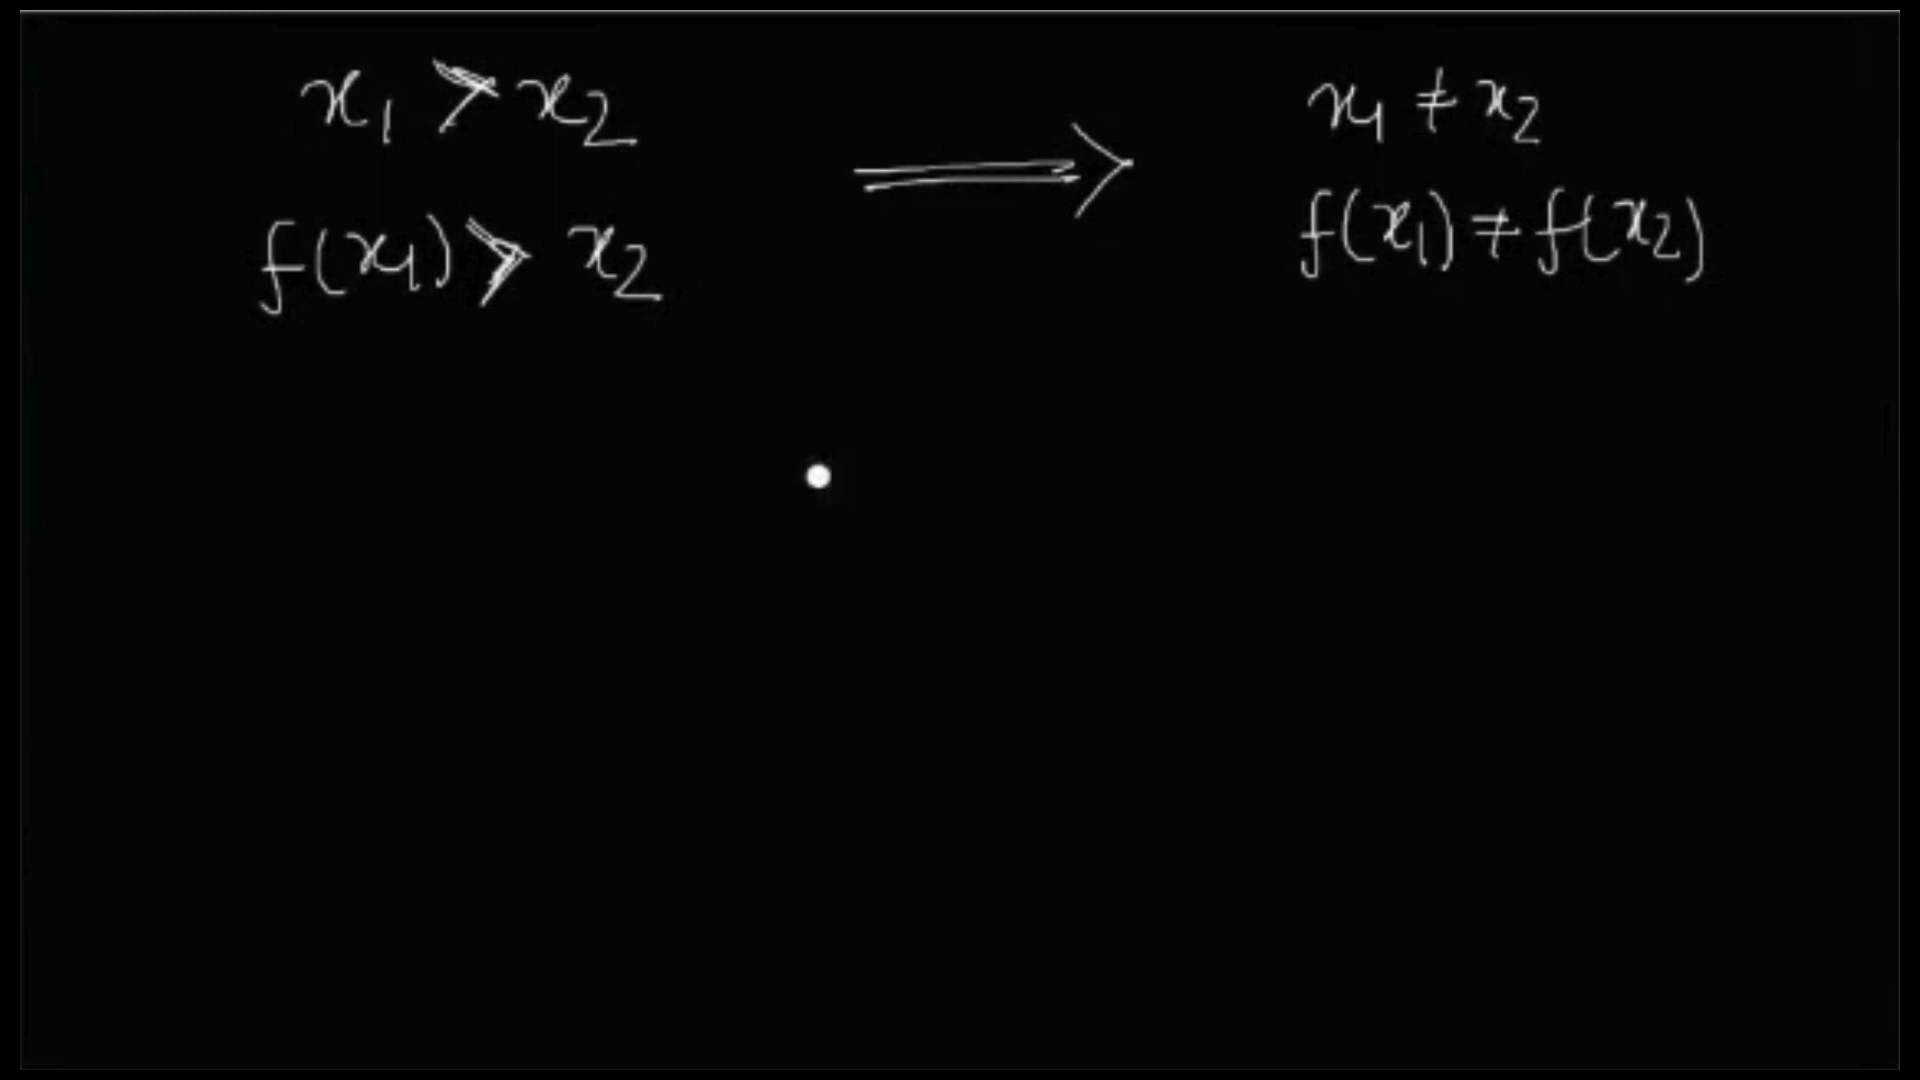 x₁ > x₂
f(x₁) > x₂
⟹
x₁ ≠ x₂
f(x₁) ≠ f(x₂)